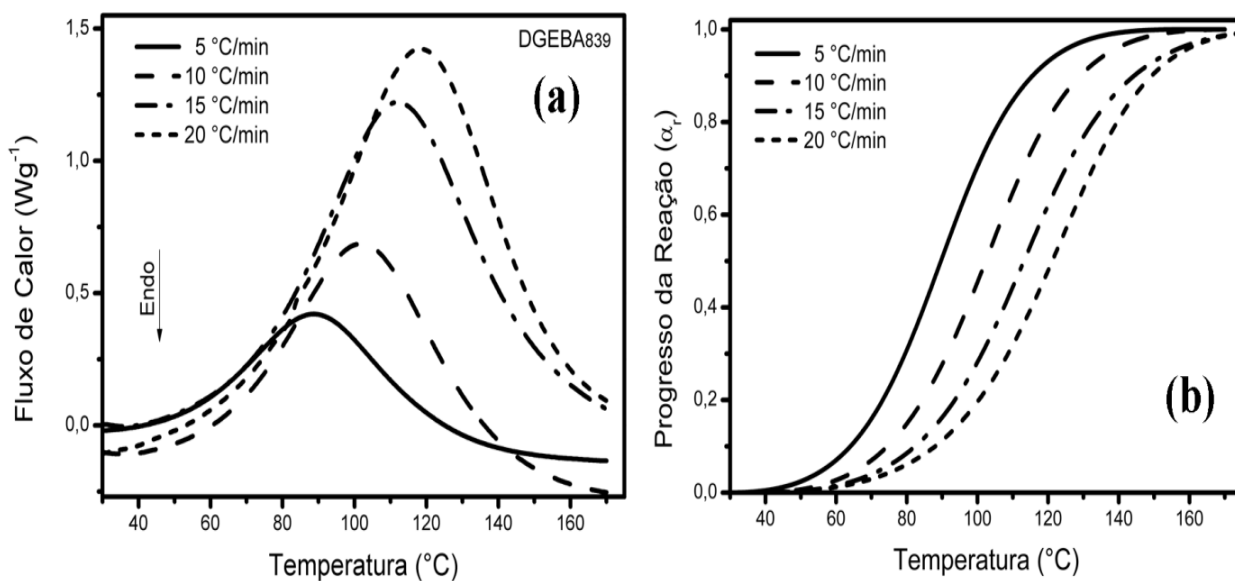 Fluxo de Calor (Wg⁻¹)
1,5
1,0
0,5
0,0
5 °C/min
10 °C/min
15 °C/min
20 °C/min
DGEBA839
(a)
Endo
40 60 80 100 120 140 160
Temperatura (°C)
Progresso da Reação (αᵣ)
1,0
0,8
0,6
0,4
0,2
0,0
5 °C/min
10 °C/min
15 °C/min
20 °C/min
(b)
40 60 80 100 120 140 160
Temperatura (°C)